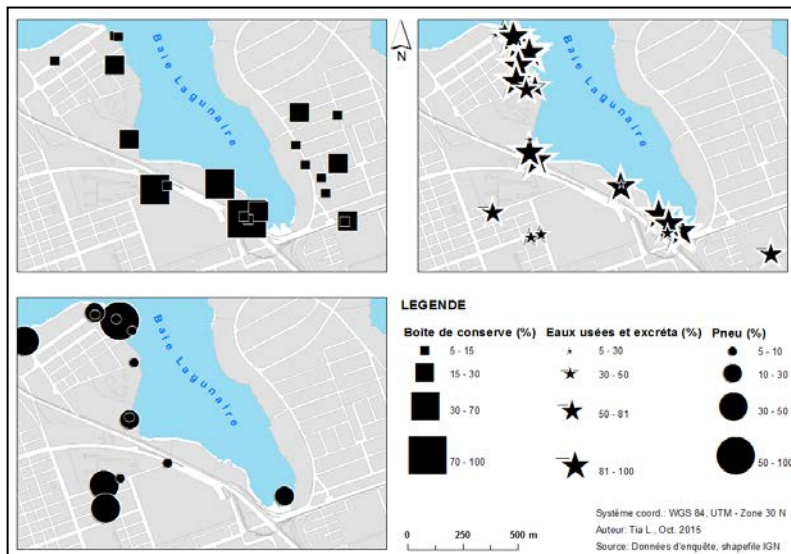 Baie Lagunaire
N
Baie Lagunaire
Baie Lagunaire
LEGENDE
Boite de conserve (%)
5 - 15
15 - 30
30 - 70
70 - 100
Eaux usées et excréta (%)
5 - 30
30 - 50
50 - 81
81 - 100
Pneu (%)
5 - 10
10 - 30
30 - 50
50 - 100
0 250 500 m
Système coord.: WGS 84, UTM - Zone 30 N
Auteur: Tia L., Oct. 2015
Source: Données d'enquête, shapefile IGN